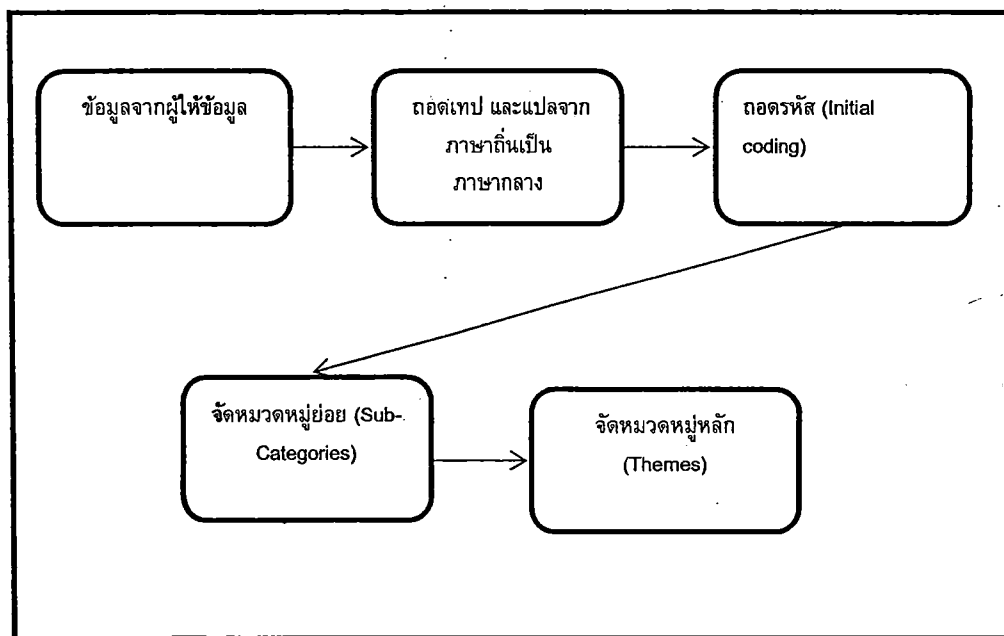 ข้อมูลจากผู้ให้ข้อมูล
ถอดเทป และแปลจาก
ภาษาถิ่นเป็น
ภาษากลาง
ถอดรหัส (Initial
coding)
จัดหมวดหมู่ย่อย (Sub-
Categories)
จัดหมวดหมู่หลัก
(Themes)